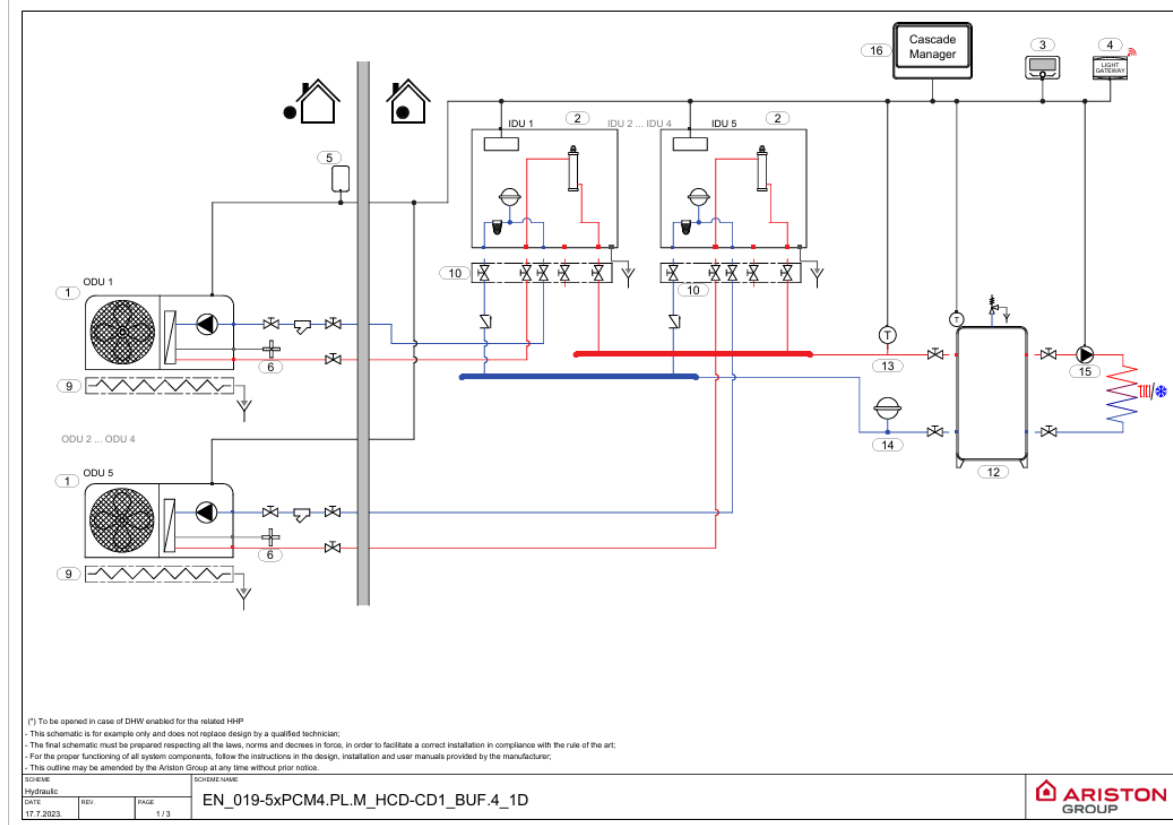 Cascade
Manager
16
3
4
LIGHT
GATEWAY
IDU 1
2
IDU 2 ... IDU 4
IDU 5
2
5
10
10
ODU 1
1
6
9
T
T
13
15
14
12
ODU 2 ... ODU 4
ODU 5
1
6
9
(*) To be opened in case of DHW enabled for the related HHP
- This schematic is for example only and does not replace design by a qualified technician;
- The final schematic must be prepared respecting all the laws, norms and decrees in force, in order to facilitate a correct installation in compliance with the rule of the art;
- For the proper functioning of all system components, follow the instructions in the design, installation and user manuals provided by the manufacturer;
- This outline may be amended by the Ariston Group at any time without prior notice.
SCHEME
Hydraulic
SCHEME NAME
EN_019-5xPCM4.PL.M_HCD-CD1_BUF.4_1D
DATE
17.7.2023.
REV.
PAGE
1 / 3
ARISTON
GROUP